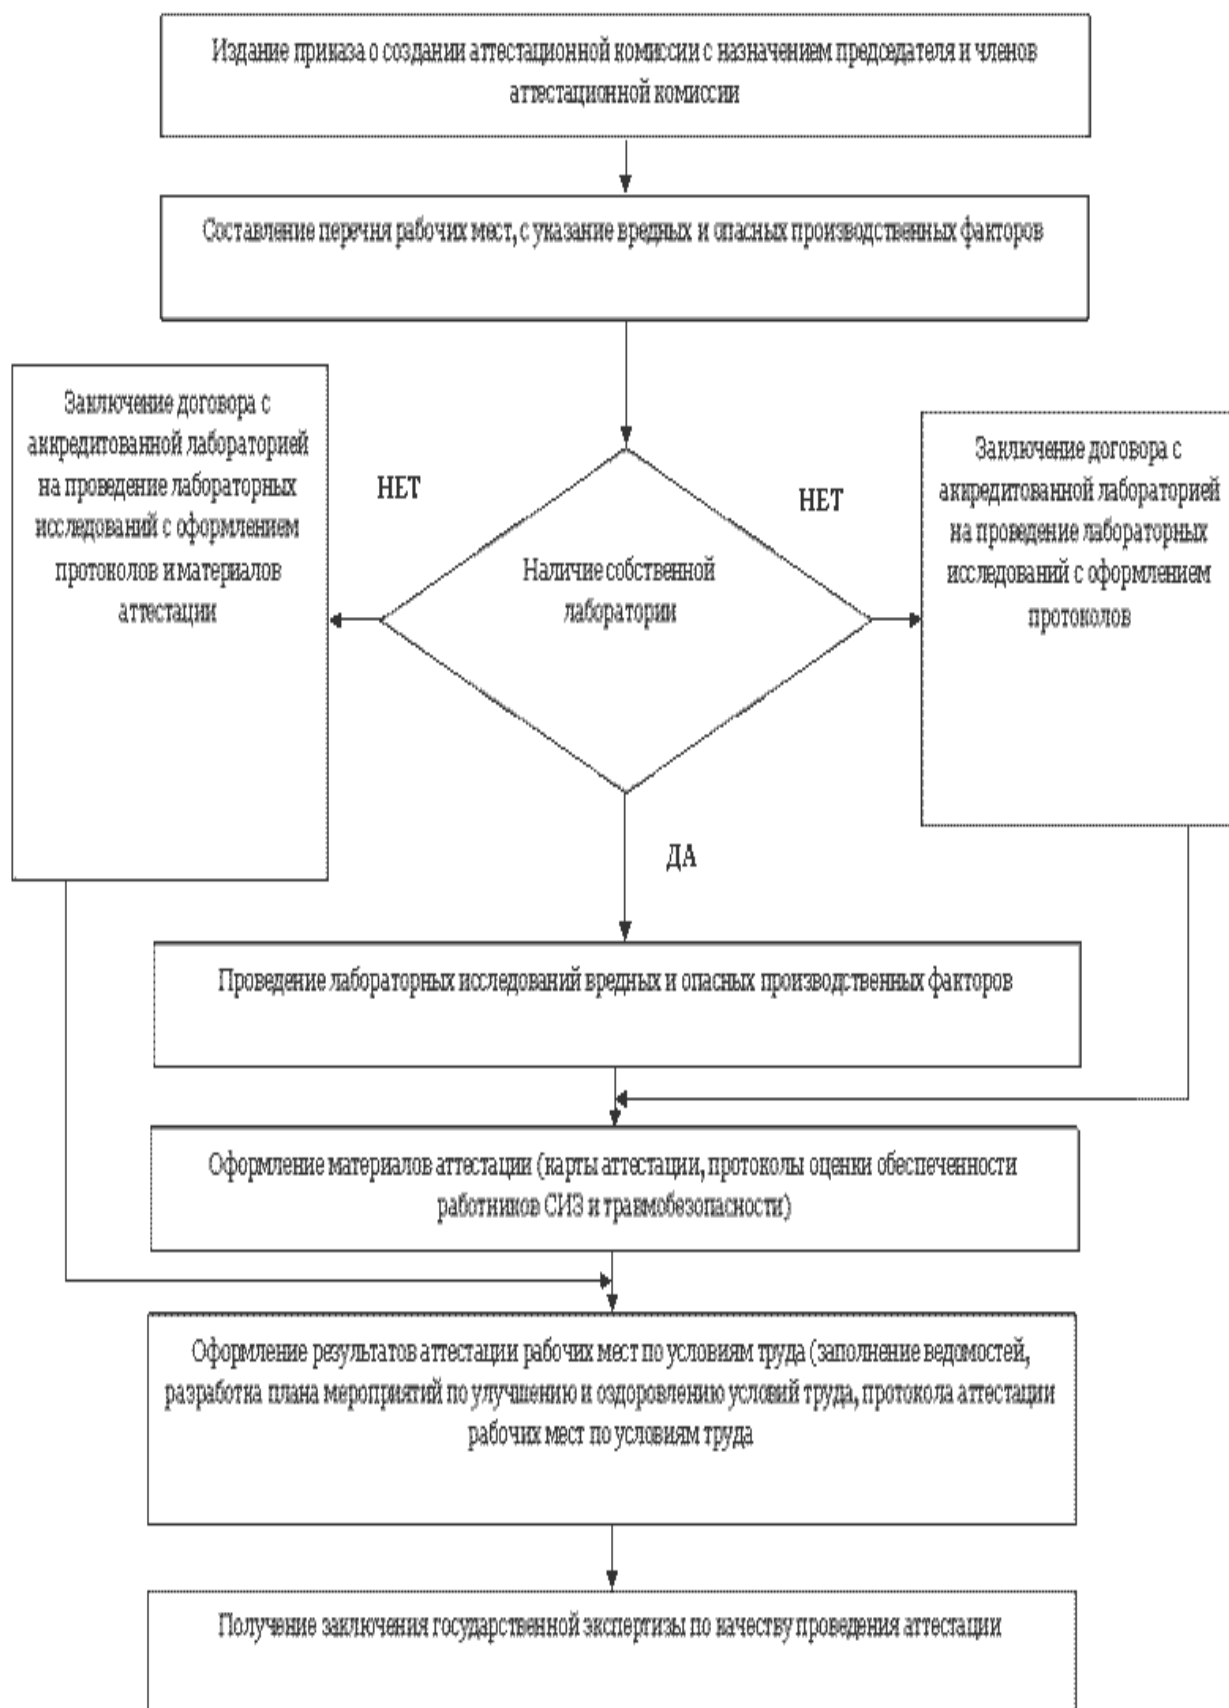 Издание приказа о создании аттестационной комиссии с назначением председателя и членов
аттестационной комиссии
Составление перечня рабочих мест, с указание вредных и опасных производственных факторов
Заключение договора с
аккредитованной лабораторией
на проведение лабораторных
исследований с оформлением
протоколов и материалов
аттестации
НЕТ
Наличие собственной
лаборатории
НЕТ
Заключение договора с
аккредитованной лабораторией
на проведение лабораторных
исследований с оформлением
протоколов
ДА
Проведение лабораторных исследований вредных и опасных производственных факторов
Оформление материалов аттестации (карты аттестации, протоколы оценки обеспеченности
работников СИЗ и травмобезопасности)
Оформление результатов аттестации рабочих мест по условиям труда (заполнение ведомостей,
разработка плана мероприятий по улучшению и оздоровлению условий труда, протокола аттестации
рабочих мест по условиям труда
Получение заключения государственной экспертизы по качеству проведения аттестации